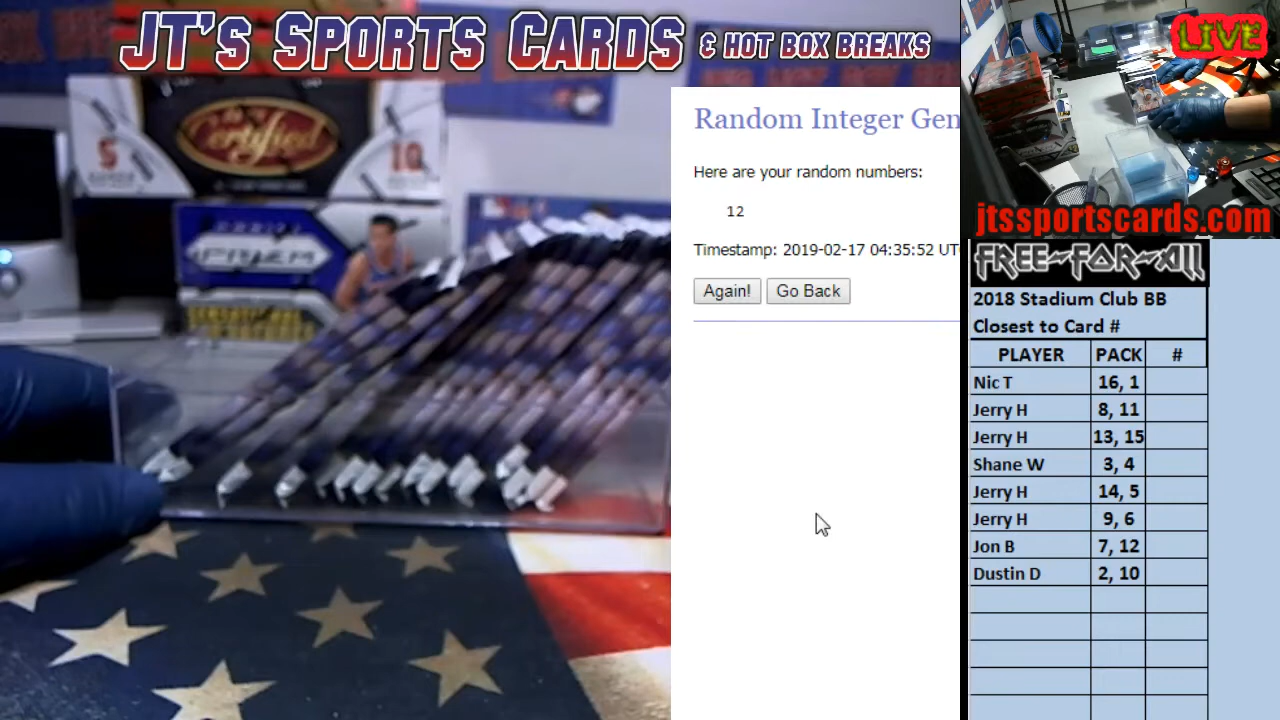 JT's Sports Cards & Hot Box Breaks
LIVE
Certified
5
10
PRIZM
Random Integer Gen
Here are your random numbers:
12
Timestamp: 2019-02-17 04:35:52 UT
Again! Go Back
jtssportscards.com
FREE-FOR-ALL
2018 Stadium Club BB
Closest to Card #
PLAYER PACK #
Nic T 16, 1
Jerry H 8, 11
Jerry H 13, 15
Shane W 3, 4
Jerry H 14, 5
Jerry H 9, 6
Jon B 7, 12
Dustin D 2, 10